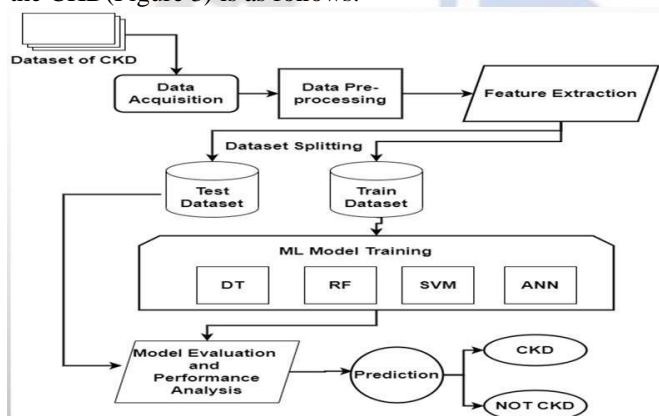 the CKD (Figure 3) is as follows:
Dataset of CKD
Data
Acquisition
Data Pre-
processing
Feature Extraction
Dataset Splitting
Test
Dataset
Train
Dataset
ML Model Training
DT
RF
SVM
ANN
Model Evaluation
and
Performance
Analysis
Prediction
CKD
NOT CKD